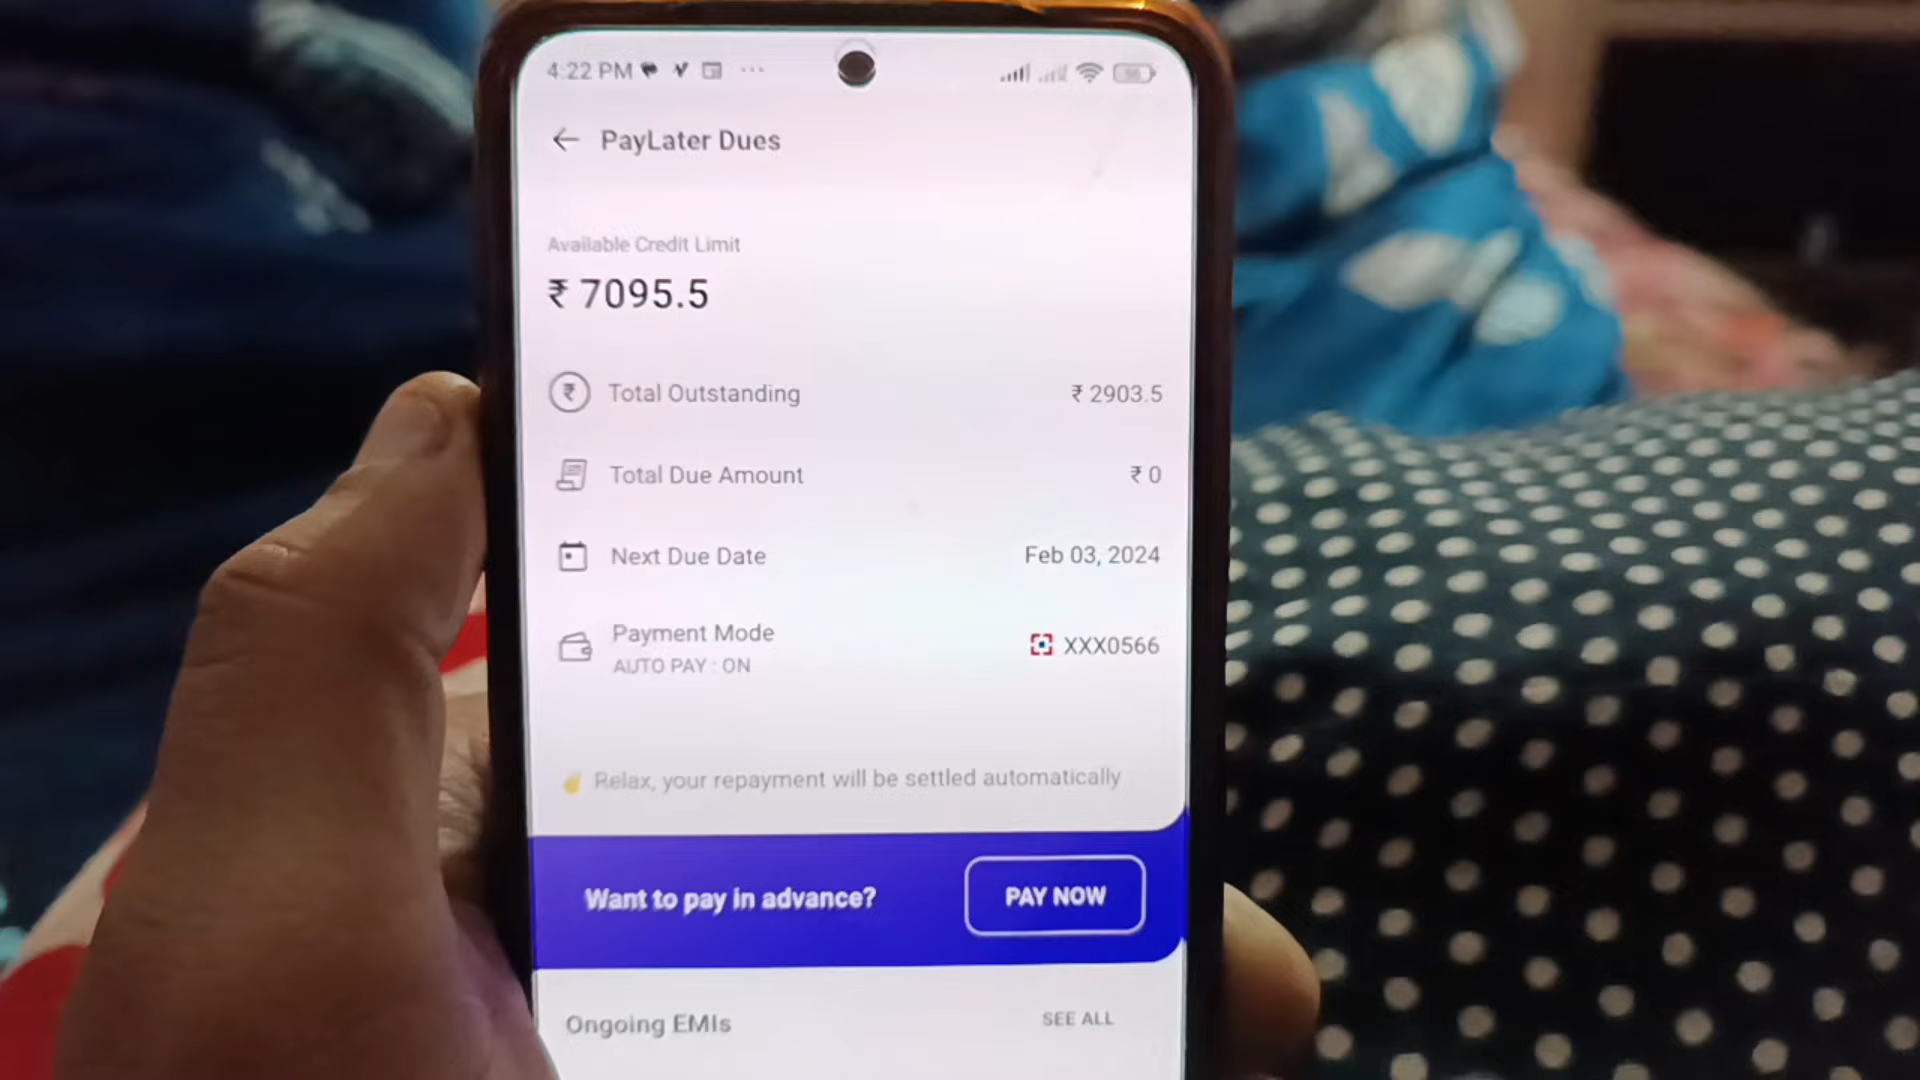 4:22 PM
PayLater Dues
Available Credit Limit
₹ 7095.5
Total Outstanding ₹ 2903.5
Total Due Amount ₹ 0
Next Due Date Feb 03, 2024
Payment Mode XXX0566
AUTO PAY : ON
Relax, your repayment will be settled automatically
Want to pay in advance? PAY NOW
Ongoing EMIs SEE ALL